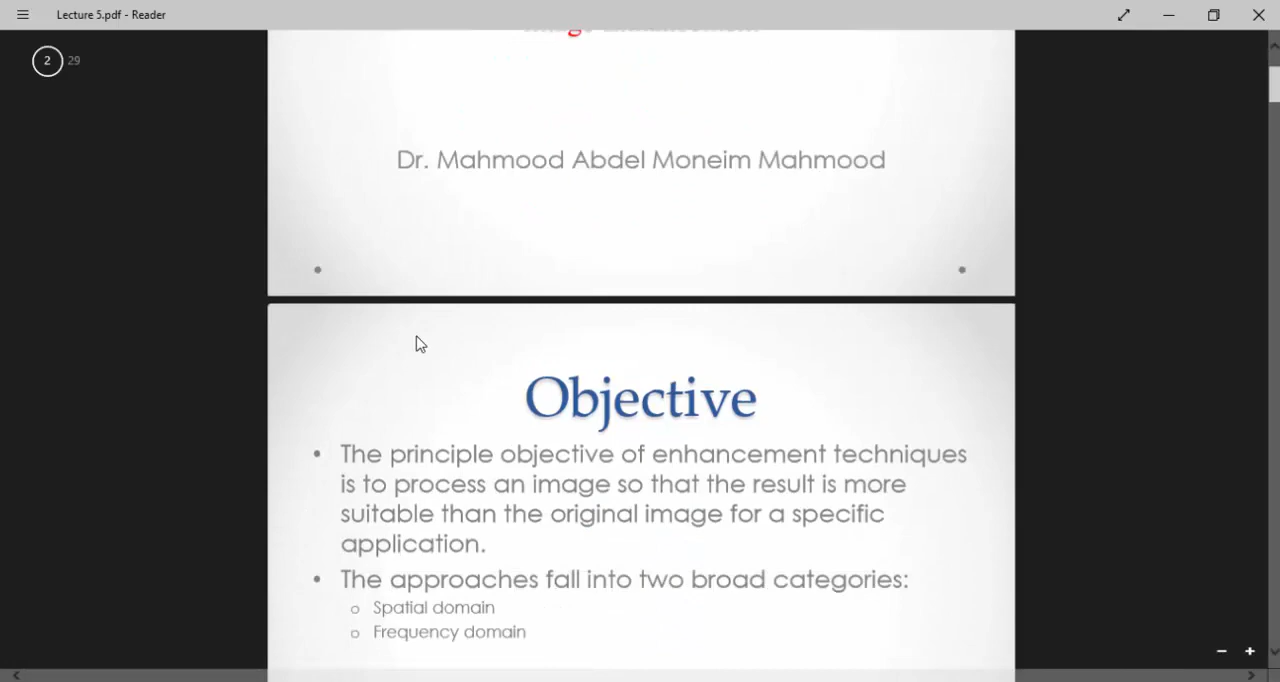 Lecture 5.pdf - Reader
2 29
Dr. Mahmood Abdel Moneim Mahmood
Objective
• The principle objective of enhancement techniques
is to process an image so that the result is more
suitable than the original image for a specific
application.
• The approaches fall into two broad categories:
o Spatial domain
o Frequency domain